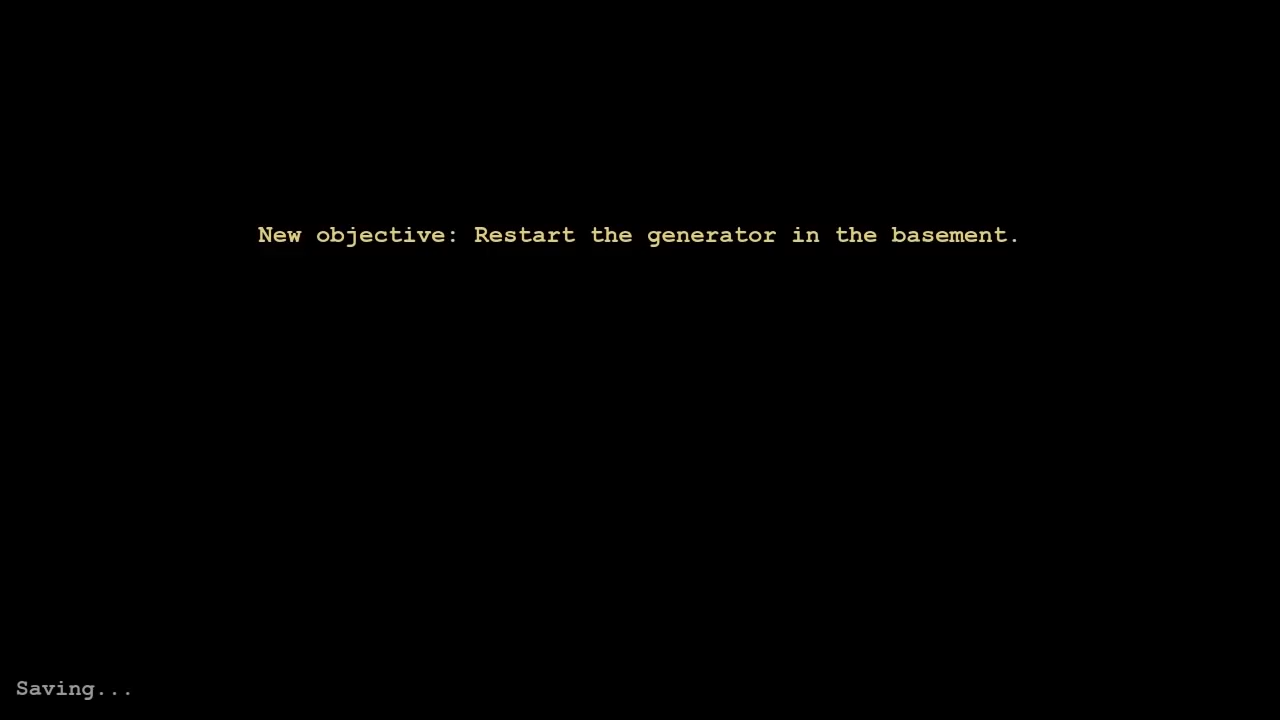 New objective: Restart the generator in the basement.
Saving...